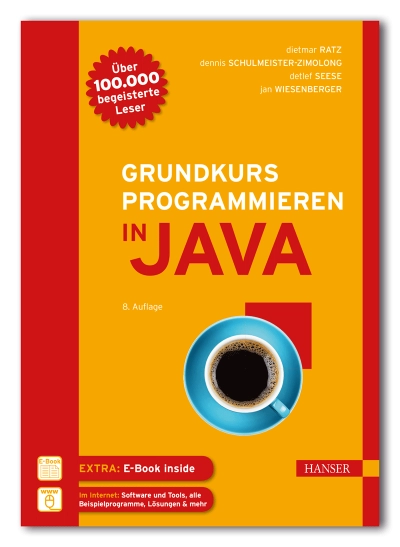 dietmar RATZ
dennis SCHULMEISTER-ZIMOLONG
detlef SEESE
jan WIESENBERGER
Über
100.000
begeisterte
Leser
GRUNDKURS
PROGRAMMIEREN
IN JAVA
8. Auflage
E-Book
EXTRA: E-Book inside
HANSER
WWW
Im Internet: Software und Tools, alle
Beispielprogramme, Lösungen & mehr